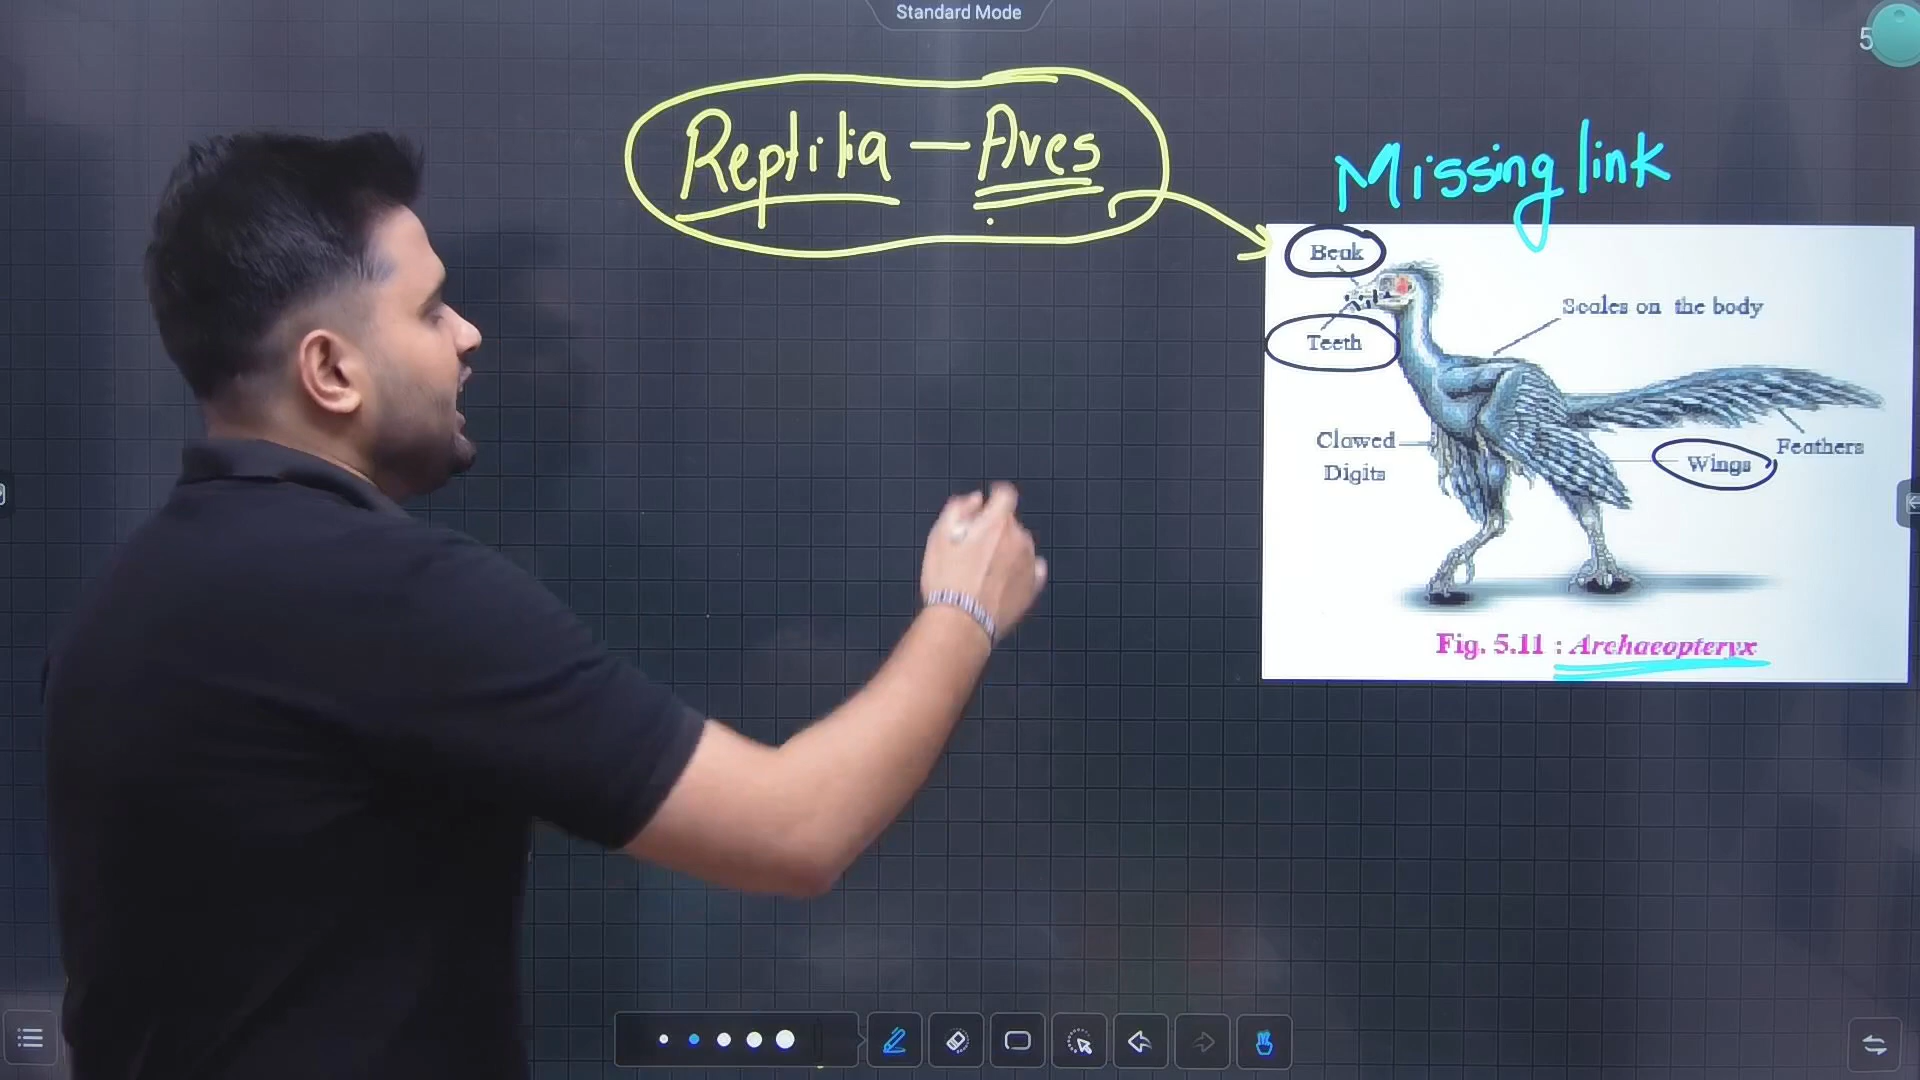 Standard Mode
5
Reptilia — Aves
Missing link
Beak
Scales on the body
Teeth
Clawed
Digits
Wings
Feathers
Fig. 5.11 : Archaeopteryx